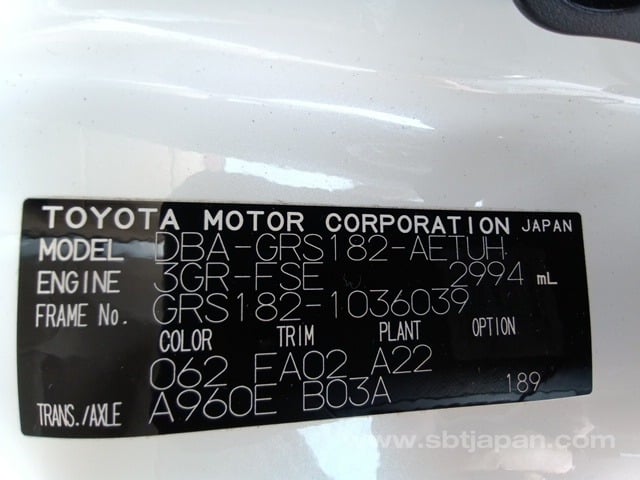 TOYOTA MOTOR CORPORATION JAPAN
MODEL DBA-GRS182-AETUH
ENGINE 3GR-FSE 2994 mL
FRAME No. GRS182-1036039
COLOR TRIM PLANT OPTION
062 FA02 A22
TRANS./AXLE A960E B03A 189
www.sbtjapan.com